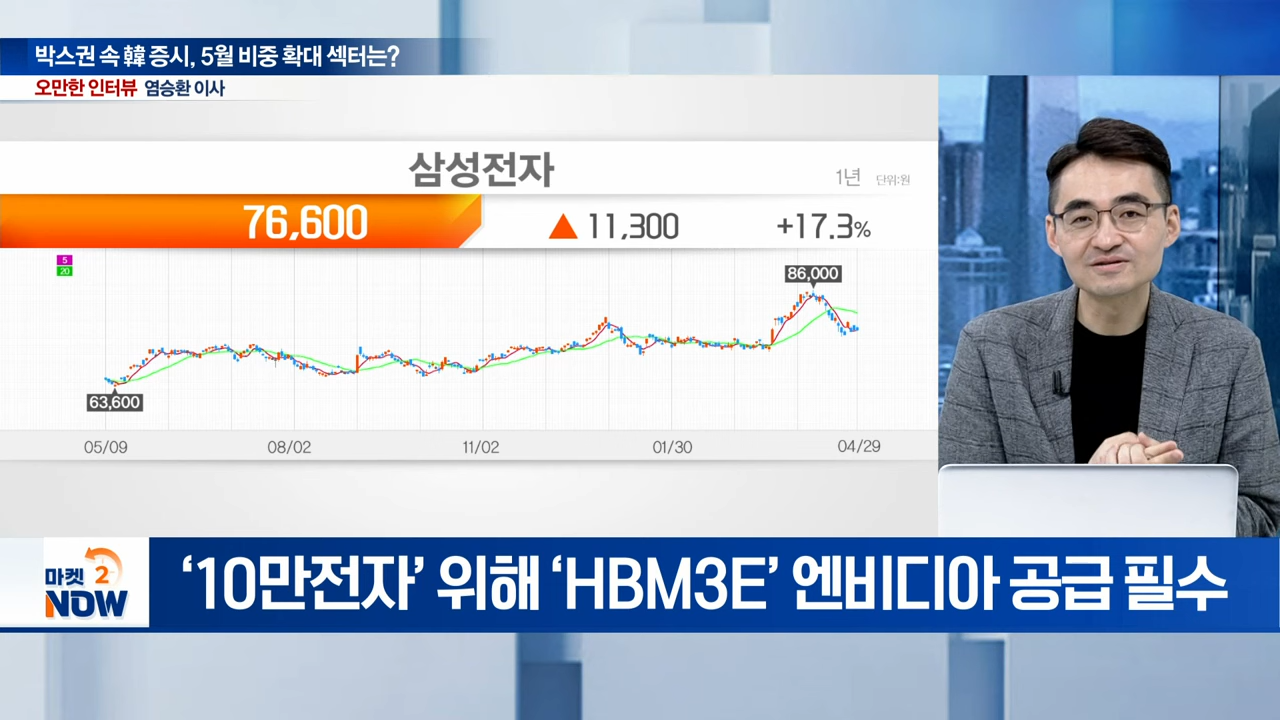 박스권 속 韓 증시, 5월 비중 확대 섹터는?
오만한 인터뷰 염승환 이사
삼성전자
1년 단위:원
76,600 ▲ 11,300 +17.3%
5
20
86,000
63,600
05/09 08/02 11/02 01/30 04/29
마켓 2
NOW
‘10만전자’ 위해 ‘HBM3E’ 엔비디아 공급 필수